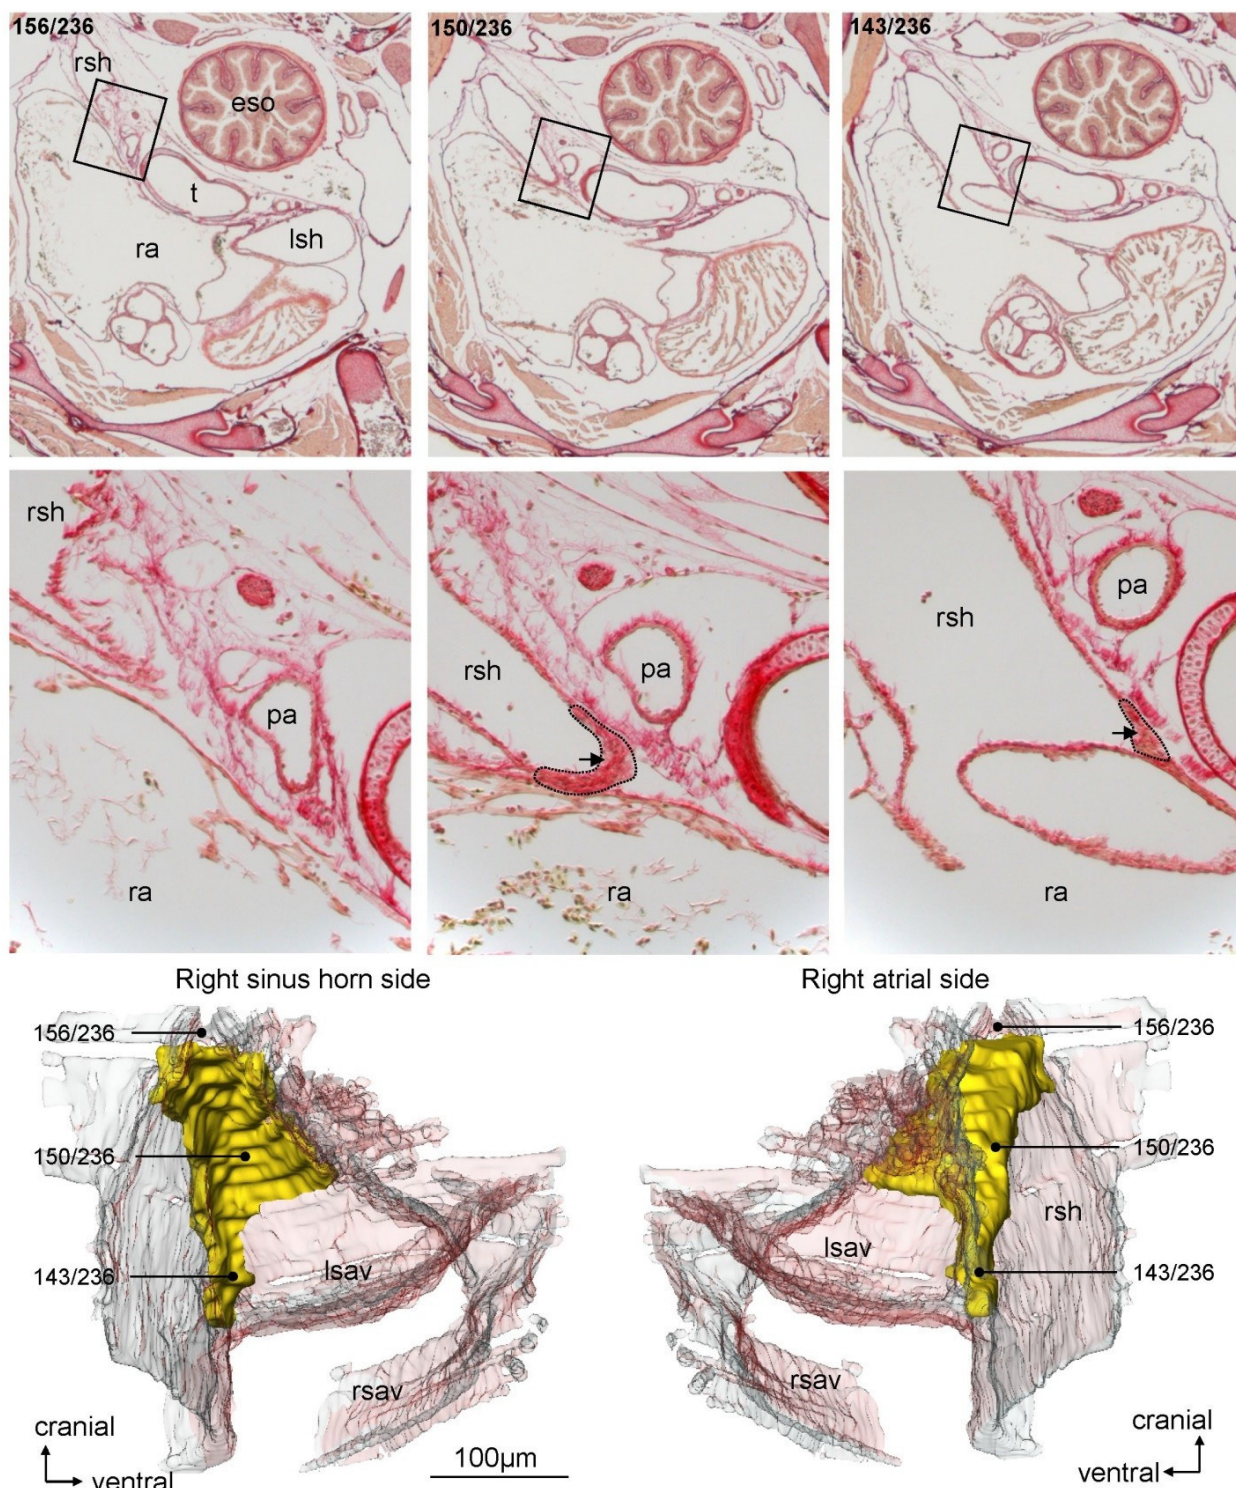 156/236
150/236
143/236
rsh
eso
t
ra
lsh
rsh
pa
ra
rsh
pa
ra
rsh
pa
ra
Right sinus horn side
Right atrial side
156/236
150/236
143/236
lsav
rsav
cranial
ventral
100µm
156/236
150/236
rsh
lsav
143/236
rsav
cranial
ventral